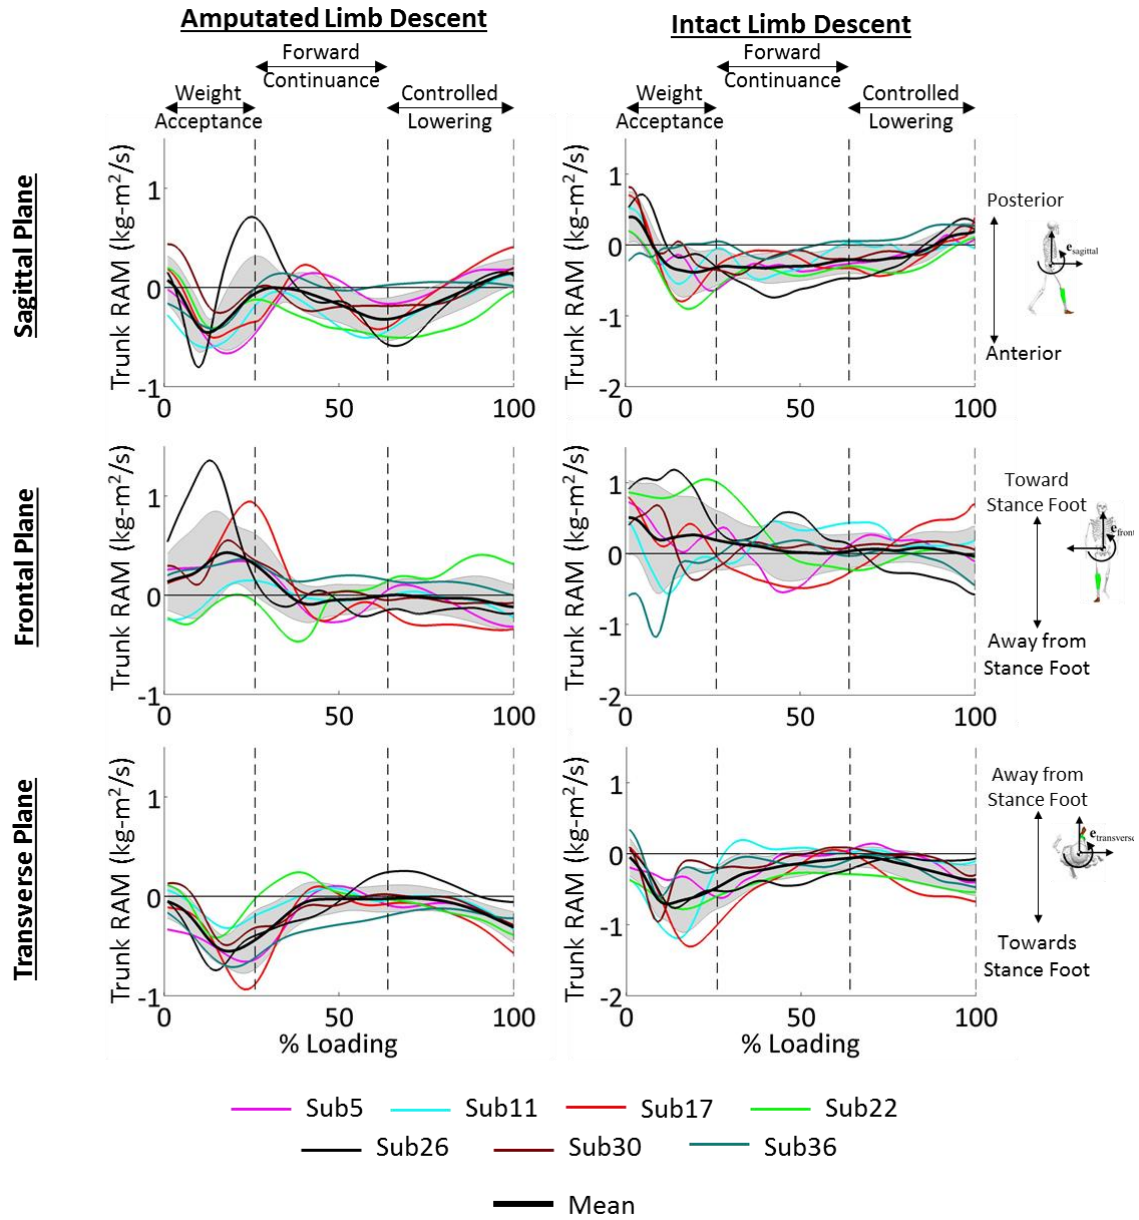 Amputated Limb Descent
Intact Limb Descent
Forward
Continuance
Weight
Acceptance
Controlled
Lowering
Forward
Continuance
Weight
Acceptance
Controlled
Lowering
Sagittal Plane
Trunk RAM (kg-m²/s)
1
0
-1
0
50
100
Trunk RAM (kg-m²/s)
1
0
-1
-2
0
50
100
Posterior
e sagittal
Anterior
Frontal Plane
Trunk RAM (kg-m²/s)
1
0
-1
0
50
100
Trunk RAM (kg-m²/s)
1
0
-1
-2
0
50
100
Toward
Stance Foot
e front
Away from
Stance Foot
Transverse Plane
Trunk RAM (kg-m²/s)
1
0
-1
0
50
100
% Loading
Trunk RAM (kg-m²/s)
1
0
-1
-2
0
50
100
% Loading
Away from
Stance Foot
e transverse
Towards
Stance Foot
Sub5
Sub11
Sub17
Sub22
Sub26
Sub30
Sub36
Mean